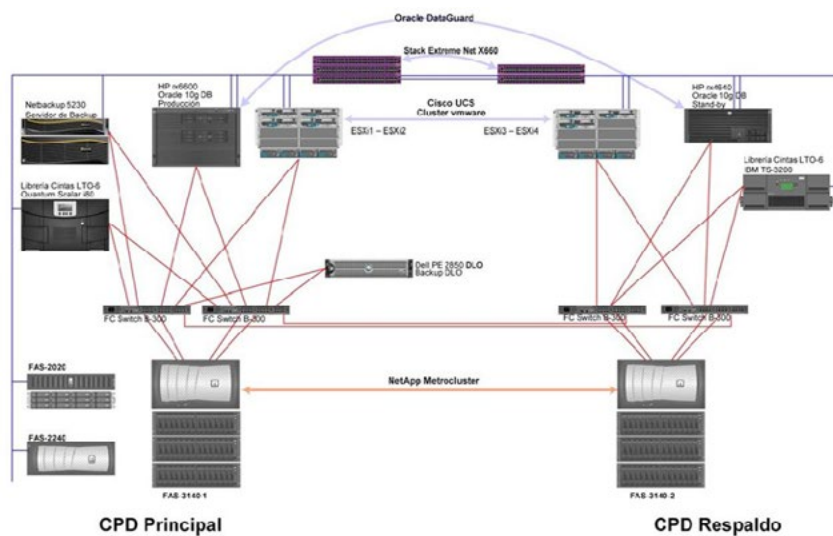 Oracle DataGuard
Stack Extreme Net X660
Netbackup 5230
Servidor de Backup
HP rx6600
Oracle 10g DB
Producción
Cisco UCS
Cluster vmware
ESXi1 – ESXi2
ESXi3 – ESXi4
HP rx4640
Oracle 10g DB
Stand-by
Librería Cintas LTO-6
Quantum Scalar i80
Librería Cintas LTO-6
IBM TS-3200
Dell PE 2850 DLO
Backup DLO
FC Switch B-300
FC Switch B-300
FC Switch B-300
FC Switch B-300
FAS-2020
NetApp Metrocluster
FAS-2240
FAS-3140-1
FAS-3140-2
CPD Principal
CPD Respaldo